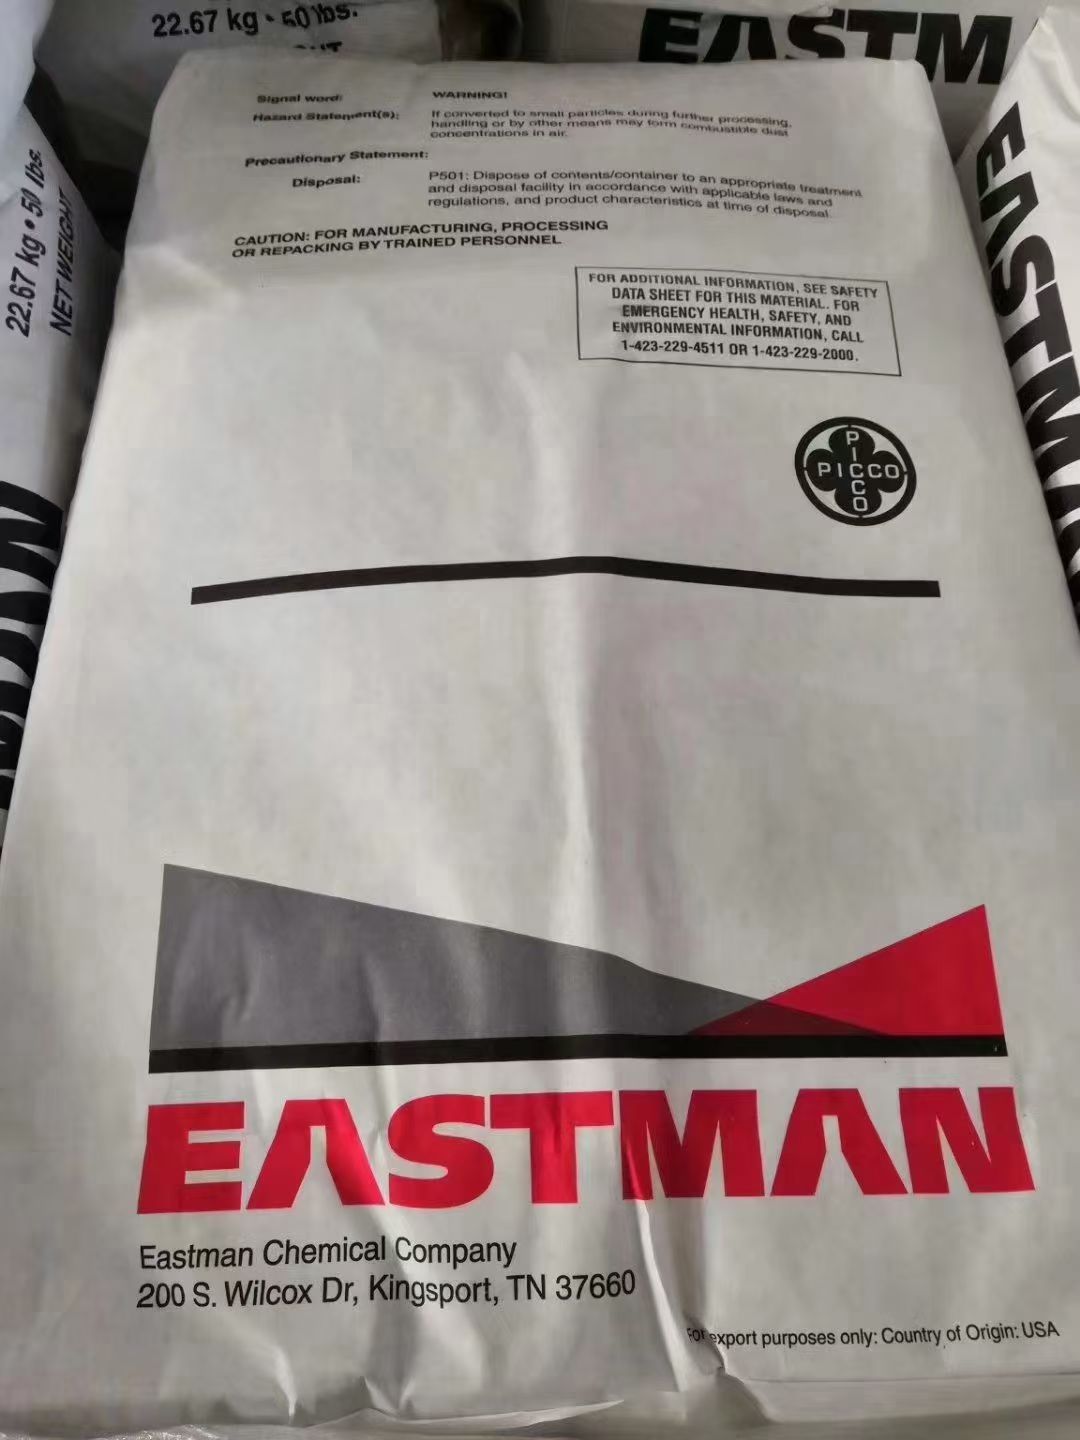 22.67 kg • 50 lbs.
EASTM
22.67 kg • 50 lbs.
NET WEIGHT
Signal word: WARNING!
Hazard Statement(s): If converted to small particles during further processing,
handling or by other means may form combustible dust
concentrations in air.
Precautionary Statement:
Disposal: P501: Dispose of contents/container to an appropriate treatment
and disposal facility in accordance with applicable laws and
regulations, and product characteristics at time of disposal.
CAUTION: FOR MANUFACTURING, PROCESSING
OR REPACKING BY TRAINED PERSONNEL
FOR ADDITIONAL INFORMATION, SEE SAFETY
DATA SHEET FOR THIS MATERIAL. FOR
EMERGENCY HEALTH, SAFETY, AND
ENVIRONMENTAL INFORMATION, CALL
1-423-229-4511 OR 1-423-229-2000.
PICCO
PICCO
EASTMA
EASTMAN
Eastman Chemical Company
200 S. Wilcox Dr, Kingsport, TN 37660
For export purposes only: Country of Origin: USA